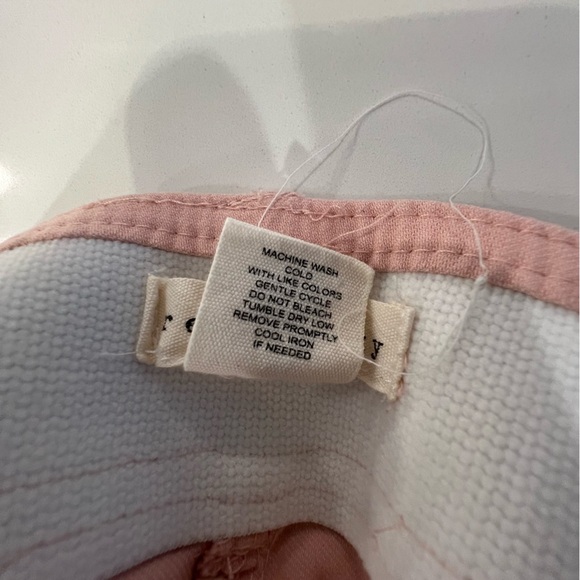 MACHINE WASH
COLD
WITH LIKE COLORS
GENTLE CYCLE
DO NOT BLEACH
TUMBLE DRY LOW
REMOVE PROMPTLY
COOL IRON
IF NEEDED